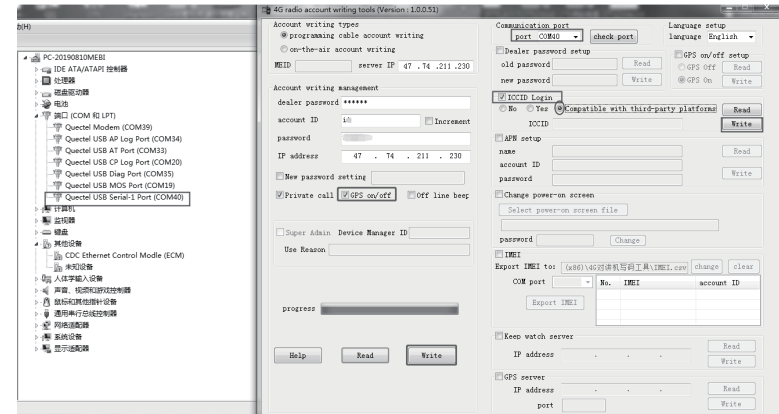 (H)
PC-20190810MEBI
IDE ATA/ATAPI 控制器
处理器
磁盘驱动器
电池
端口 (COM 和 LPT)
Quectel Modem (COM39)
Quectel USB AP Log Port (COM34)
Quectel USB AT Port (COM33)
Quectel USB CP Log Port (COM20)
Quectel USB Diag Port (COM35)
Quectel USB MOS Port (COM19)
Quectel USB Serial-1 Port (COM40)
计算机
监视器
键盘
其他设备
CDC Ethernet Control Modle (ECM)
未知设备
人体学输入设备
声音、视频和游戏控制器
鼠标和其他指针设备
通用串行总线控制器
网络适配器
系统设备
显示适配器
4G radio account writing tools (Version : 1.0.0.51)
Account writing types
programming cable account writing
on-the-air account writing
MEID server IP 47 .74 .211 .230
Account writing management
dealer password ******
account ID Increment
password
IP address 47 . 74 . 211 . 230
New password setting
Private call GPS on/off Off line beep
Super Admin Device Manager ID
Use Reason
progress
Help Read Write
Communication port
port COM40 check port
Language setup
language English
Dealer password setup
old password Read
new password Write
GPS on/off setup
GPS Off Read
GPS On Write
ICCID Login
No Yes Compatible with third-party platforms Read
ICCID Write
APN setup
name Read
account ID
password Write
Change power-on screen
Select power-on screen file
password Change
IMEI
Export IMEI to: (x86)\4G对讲机写码工具\IMEI.csv change clear
COM port No. IMEI account ID
Export IMEI
Keep watch server
Read
IP address . . .
Write
GPS server
IP address . . . Read
port Write